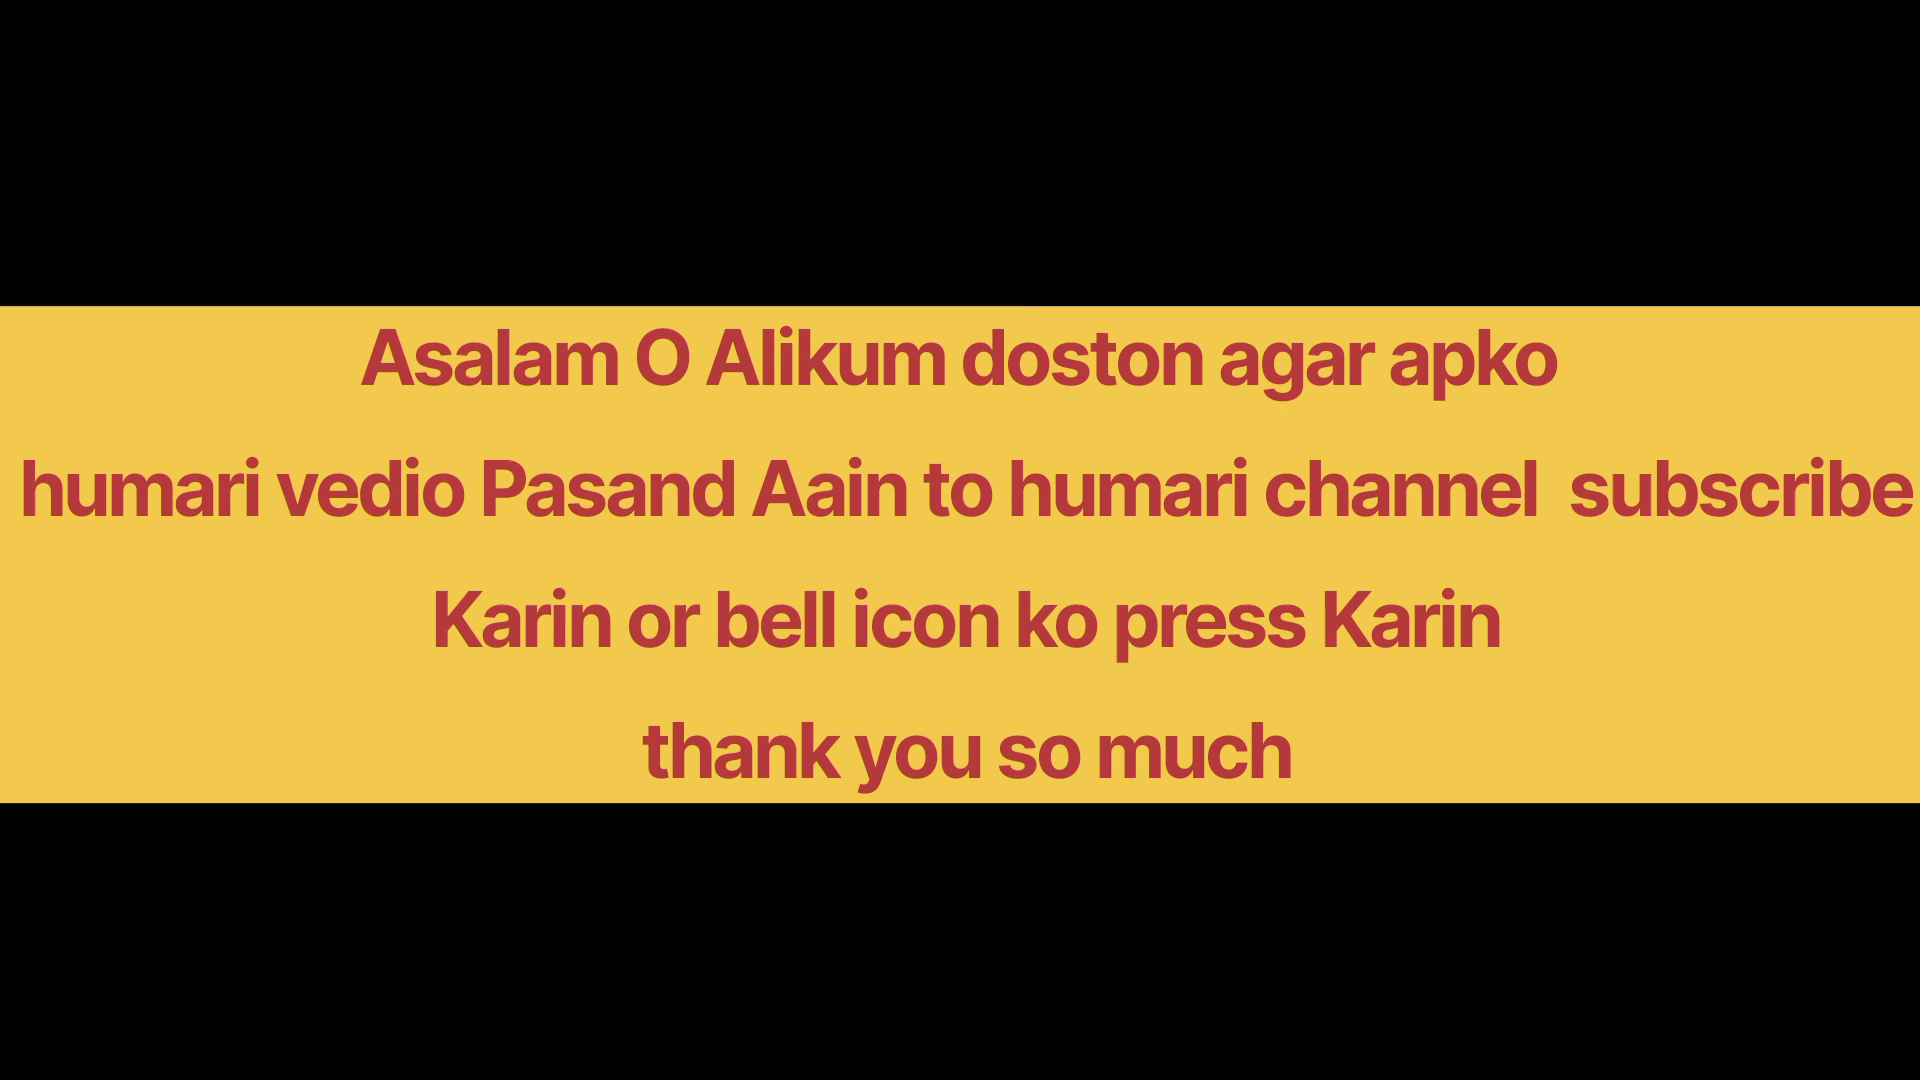 Asalam O Alikum doston agar apko
humari vedio Pasand Aain to humari channel  subscribe
Karin or bell icon ko press Karin
thank you so much